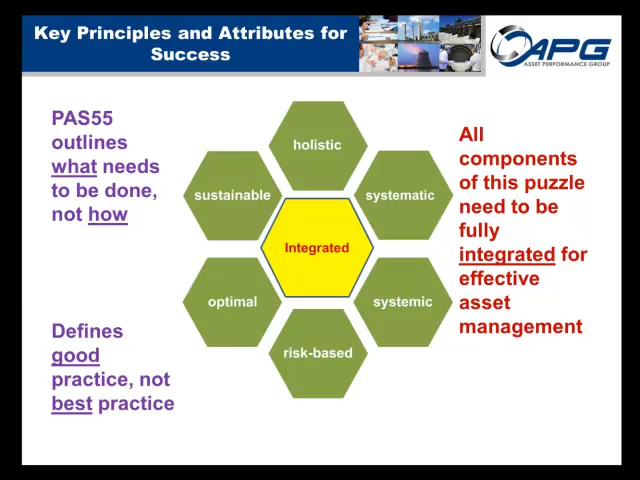 Key Principles and Attributes for
Success
APG
ASSET PERFORMANCE GROUP
PAS55
outlines
what needs
to be done,
not how
holistic
sustainable
systematic
Integrated
optimal
systemic
risk-based
All
components
of this puzzle
need to be
fully
integrated for
effective
asset
management
Defines
good
practice, not
best practice